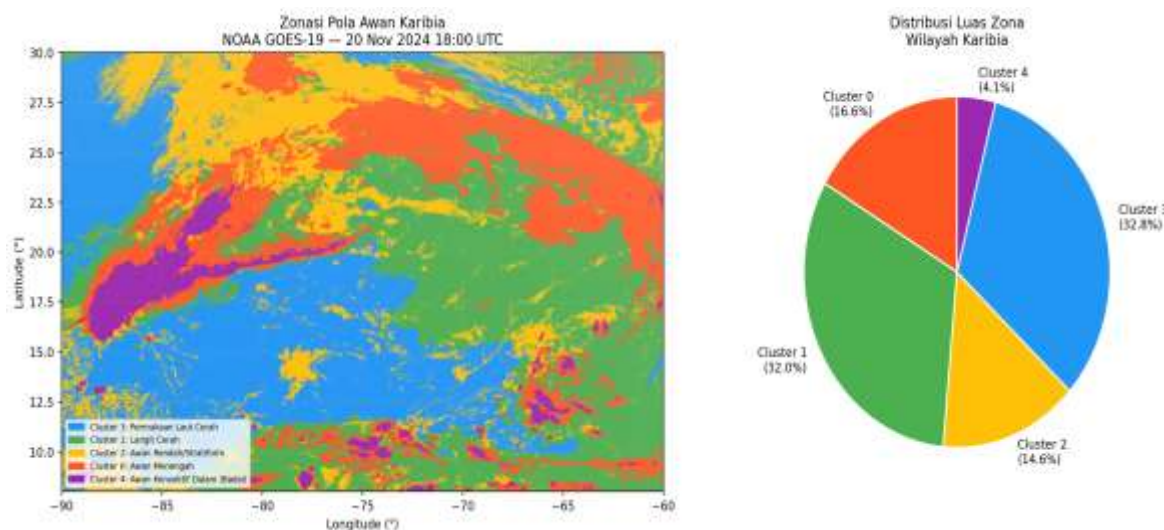 Zonasi Pola Awan Karibia
NOAA GOES-19 — 20 Nov 2024 18:00 UTC
30.0
27.5
25.0
22.5
20.0
17.5
15.0
12.5
10.0
Latitude (°)
Cluster 3: Permukaan Laut Cerah
Cluster 1: Langit Cerah
Cluster 2: Awan Rendah/Stratiform
Cluster 0: Awan Menengah
Cluster 4: Awan Konvektif Dalam (Badai)
−90
−85
−80
−75
−70
−65
−60
Longitude (°)
Distribusi Luas Zona
Wilayah Karibia
Cluster 4
(4.1%)
Cluster 0
(16.6%)
Cluster 3
(32.8%)
Cluster 1
(32.0%)
Cluster 2
(14.6%)